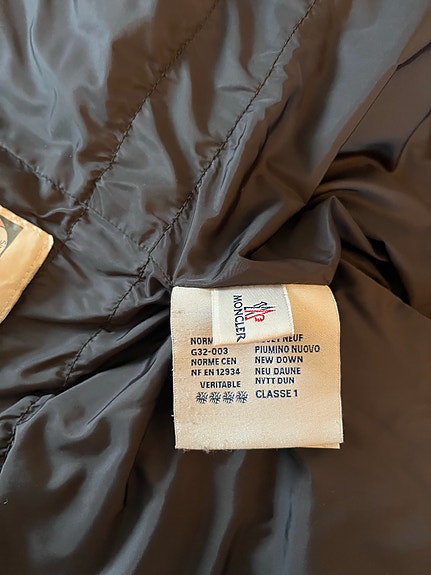 MONCLER
NORM
G32-003
NORME CEN
NF EN 12934
VERITABLE
NEUF
PIUMINO NUOVO
NEW DOWN
NEU DAUNE
NYTT DUN
CLASSE 1